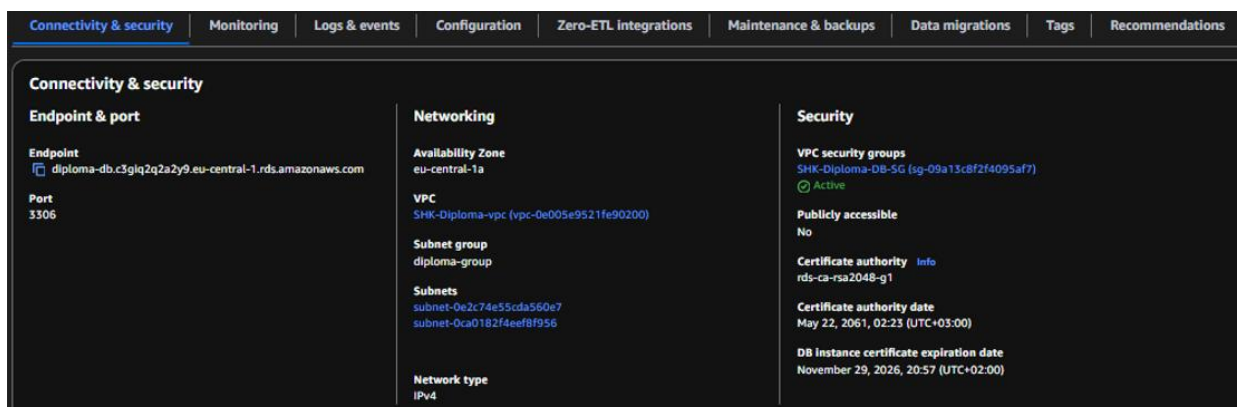 Connectivity & security Monitoring Logs & events Configuration Zero-ETL integrations Maintenance & backups Data migrations Tags Recommendations
Connectivity & security
Endpoint & port
Endpoint
diploma-db.c3giq2q2a2y9.eu-central-1.rds.amazonaws.com
Port
3306
Networking
Availability Zone
eu-central-1a
VPC
SHK-Diploma-vpc (vpc-0e005e9521fe90200)
Subnet group
diploma-group
Subnets
subnet-0e2c74e55cda560e7
subnet-0ca0182f4eef8f956
Network type
IPv4
Security
VPC security groups
SHK-Diploma-DB-SG (sg-09a13c8f2f4095af7)
Active
Publicly accessible
No
Certificate authority Info
rds-ca-rsa2048-g1
Certificate authority date
May 22, 2061, 02:23 (UTC+03:00)
DB instance certificate expiration date
November 29, 2026, 20:57 (UTC+02:00)